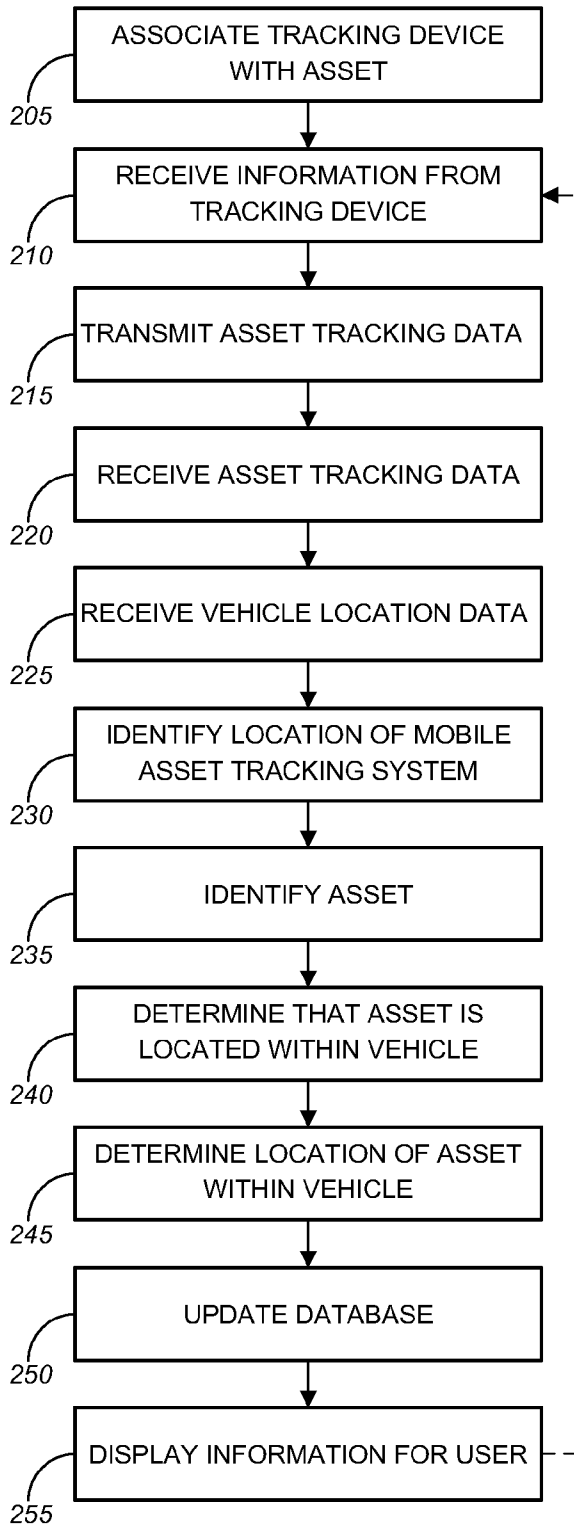 ASSOCIATE TRACKING DEVICE
WITH ASSET
205
RECEIVE INFORMATION FROM
TRACKING DEVICE
210
TRANSMIT ASSET TRACKING DATA
215
RECEIVE ASSET TRACKING DATA
220
RECEIVE VEHICLE LOCATION DATA
225
IDENTIFY LOCATION OF MOBILE
ASSET TRACKING SYSTEM
230
IDENTIFY ASSET
235
DETERMINE THAT ASSET IS
LOCATED WITHIN VEHICLE
240
DETERMINE LOCATION OF ASSET
WITHIN VEHICLE
245
UPDATE DATABASE
250
DISPLAY INFORMATION FOR USER
255